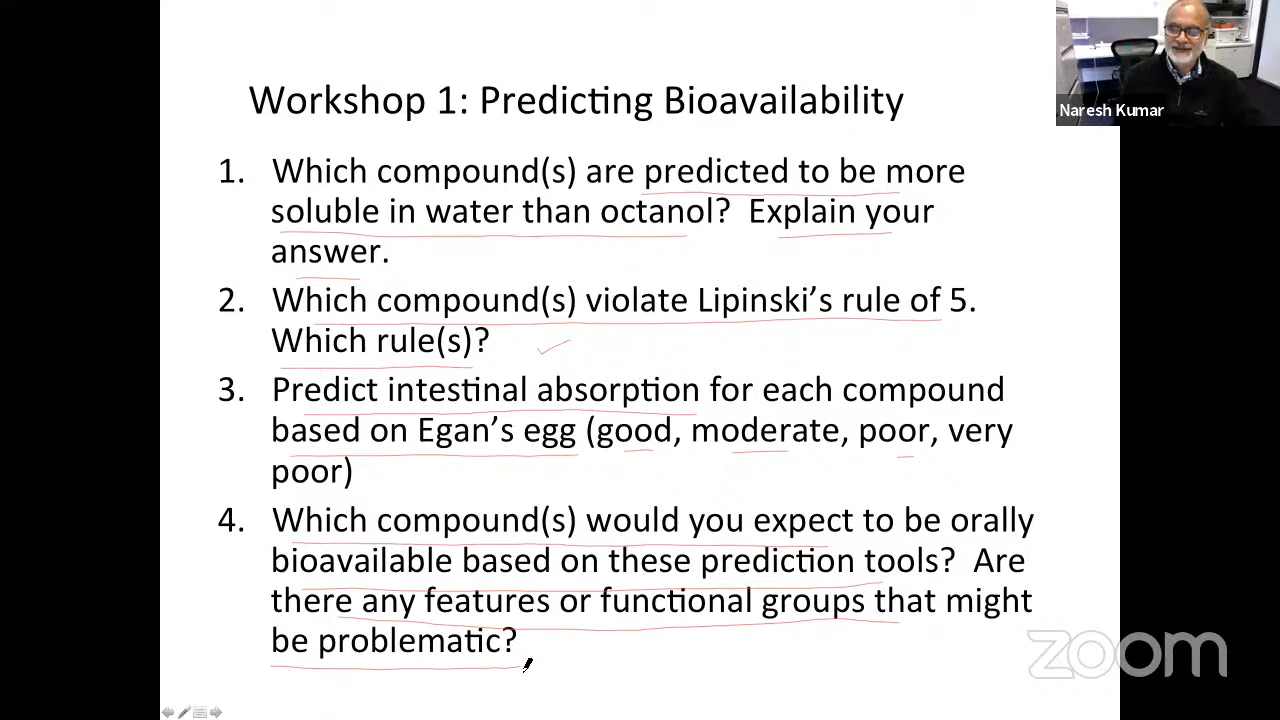 Workshop 1: Predicting Bioavailability
Naresh Kumar
1. Which compound(s) are predicted to be more
soluble in water than octanol? Explain your
answer.
2. Which compound(s) violate Lipinski’s rule of 5.
Which rule(s)?
3. Predict intestinal absorption for each compound
based on Egan’s egg (good, moderate, poor, very
poor)
4. Which compound(s) would you expect to be orally
bioavailable based on these prediction tools? Are
there any features or functional groups that might
be problematic?
zoom